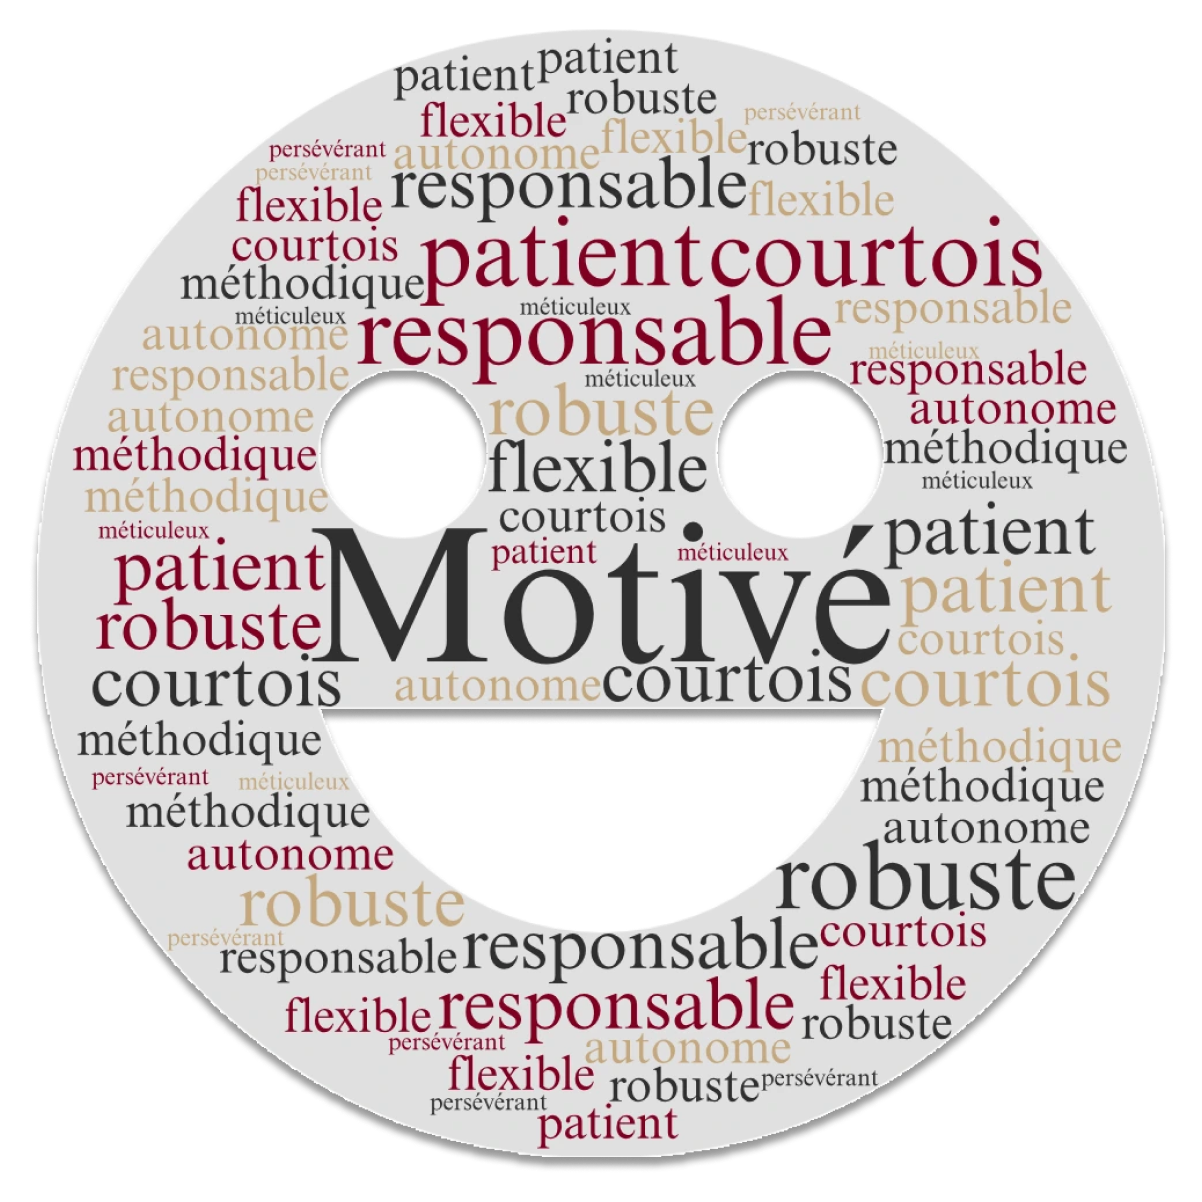 patient patient
robuste
flexible flexible persévérant
persévérant autonome robuste
persévérant responsable flexible
flexible
courtois patient courtois
méthodique
méticuleux méticuleux responsable
autonome responsable
méticuleux
responsable méticuleux responsable
autonome robuste autonome
méthodique flexible méthodique
méthodique méticuleux
méticuleux courtois patient
patient patient méticuleux
Motivé patient
robuste courtois
courtois autonome courtois courtois
méthodique méthodique
persévérant méticuleux méthodique
méthodique autonome
autonome robuste
robuste courtois
persévérant responsable responsable
flexible
flexible responsable robuste
persévérant autonome
flexible robuste persévérant
persévérant
patient